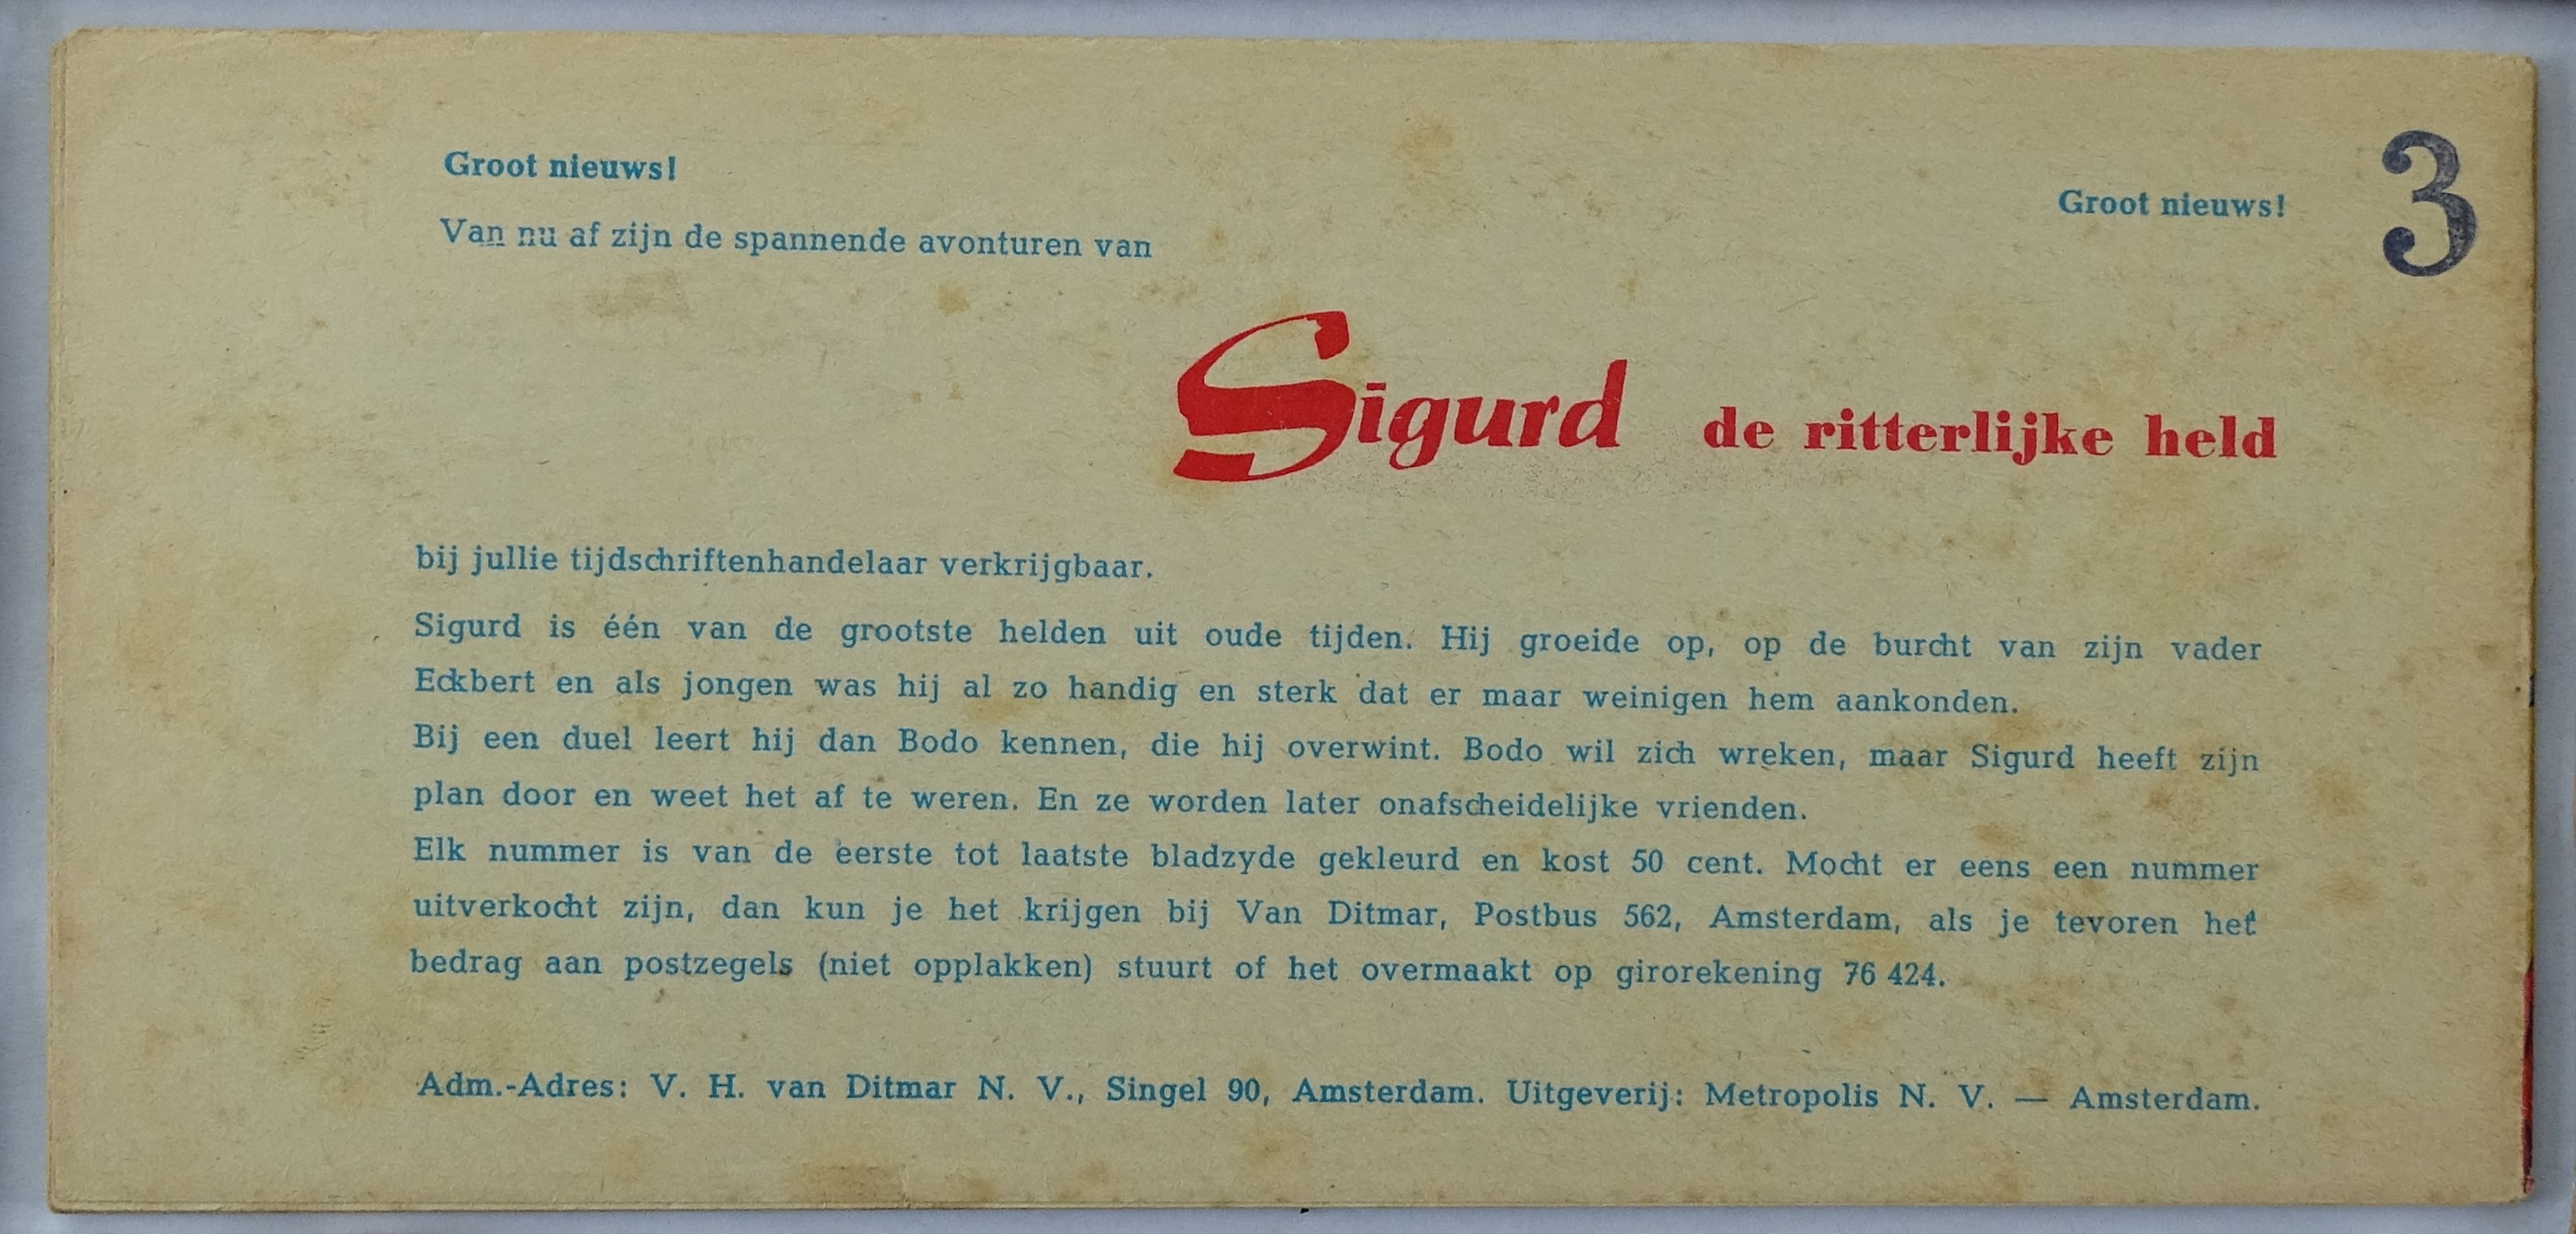 Groot nieuws!
Groot nieuws!
3
Van nu af zijn de spannende avonturen van
Sigurd de ritterlijke held
bij jullie tijdschriftenhandelaar verkrijgbaar.
Sigurd is één van de grootste helden uit oude tijden. Hij groeide op, op de burcht van zijn vader
Eckbert en als jongen was hij al zo handig en sterk dat er maar weinigen hem aankonden.
Bij een duel leert hij dan Bodo kennen, die hij overwint. Bodo wil zich wreken, maar Sigurd heeft zijn
plan door en weet het af te weren. En ze worden later onafscheidelijke vrienden.
Elk nummer is van de eerste tot laatste bladzyde gekleurd en kost 50 cent. Mocht er eens een nummer
uitverkocht zijn, dan kun je het krijgen bij Van Ditmar, Postbus 562, Amsterdam, als je tevoren het
bedrag aan postzegels (niet opplakken) stuurt of het overmaakt op girorekening 76 424.
Adm.-Adres: V. H. van Ditmar N. V., Singel 90, Amsterdam. Uitgeverij: Metropolis N. V. — Amsterdam.